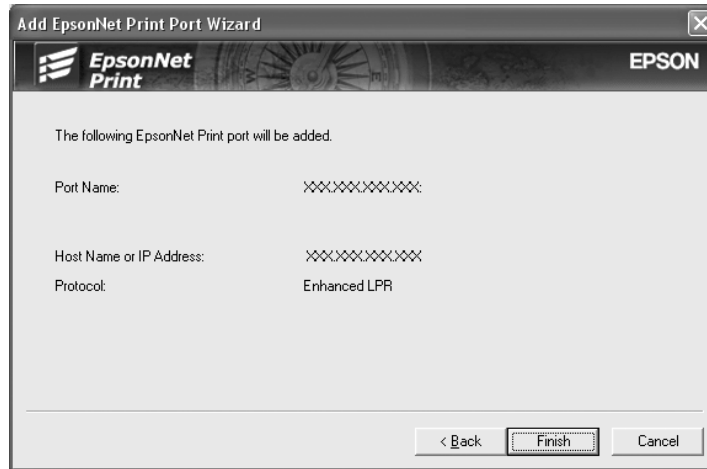 Add EpsonNet Print Port Wizard
EpsonNet
Print
EPSON
The following EpsonNet Print port will be added.
Port Name: XXX.XXX.XXX.XXX:
Host Name or IP Address: XXX.XXX.XXX.XXX
Protocol: Enhanced LPR
< Back Finish Cancel